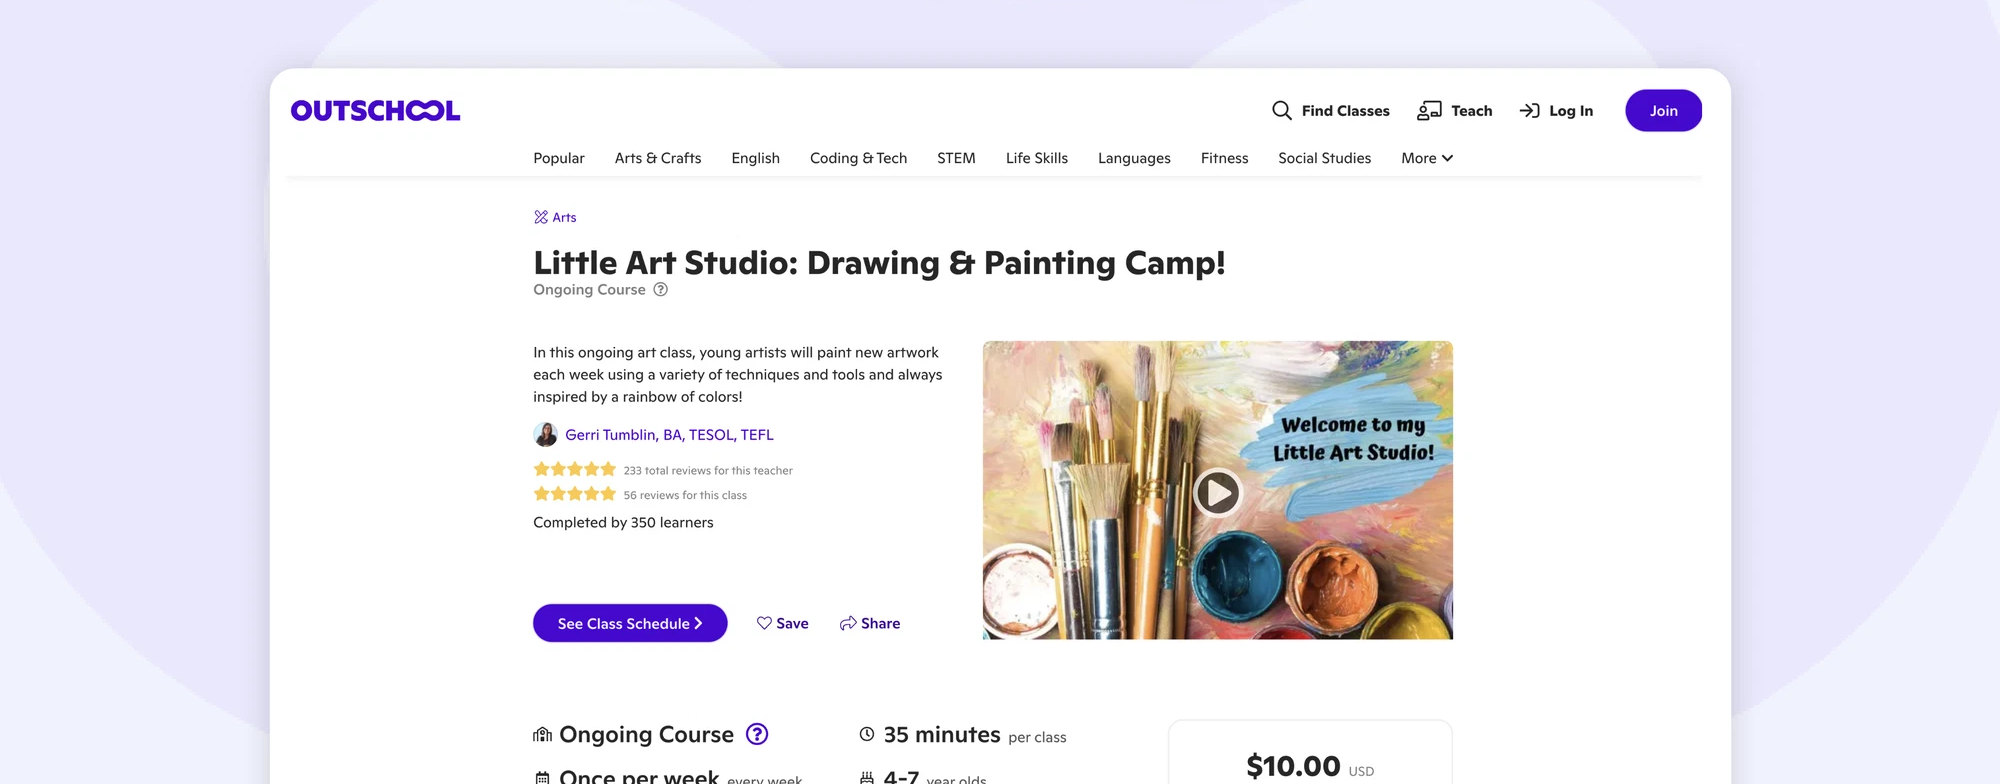 OUTSCHOOL
Find Classes Teach Log In Join
Popular Arts & Crafts English Coding & Tech STEM Life Skills Languages Fitness Social Studies More
Arts
Little Art Studio: Drawing & Painting Camp!
Ongoing Course ?
In this ongoing art class, young artists will paint new artwork
each week using a variety of techniques and tools and always
inspired by a rainbow of colors!
Gerri Tumblin, BA, TESOL, TEFL
233 total reviews for this teacher
56 reviews for this class
Completed by 350 learners
See Class Schedule Save Share
Welcome to my
Little Art Studio!
Ongoing Course ? 35 minutes per class
Once per week every week 4-7 year olds
$10.00 USD